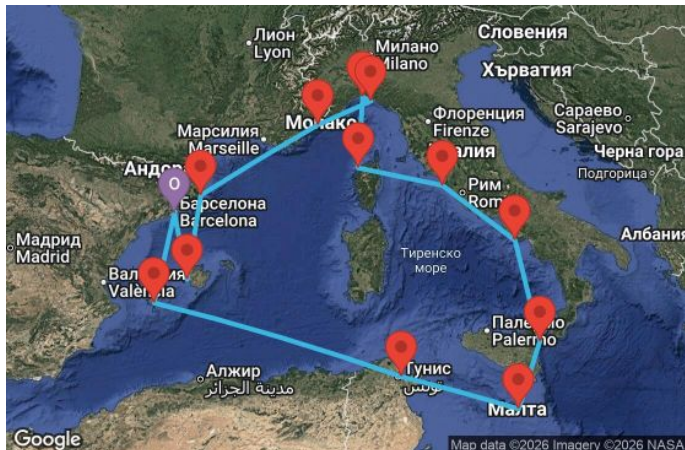 Словения
Лион
Lyon
Милано
Milano
Хърватия
Флоренция
Firenze
Сараево
Sarajevo
Монако
Марсилия
Marseille
Италия
Черна гора
Андора
Подгорица
Рим
Барселона
Barcelona
Мадрид
Madrid
Тиренско
море
Албания
València
Палермо
Palermo
Алжир
مدينة الجزائر
Тунис
تونس
Малта
Google
Map data ©2026 Imagery ©2026 NASA
O